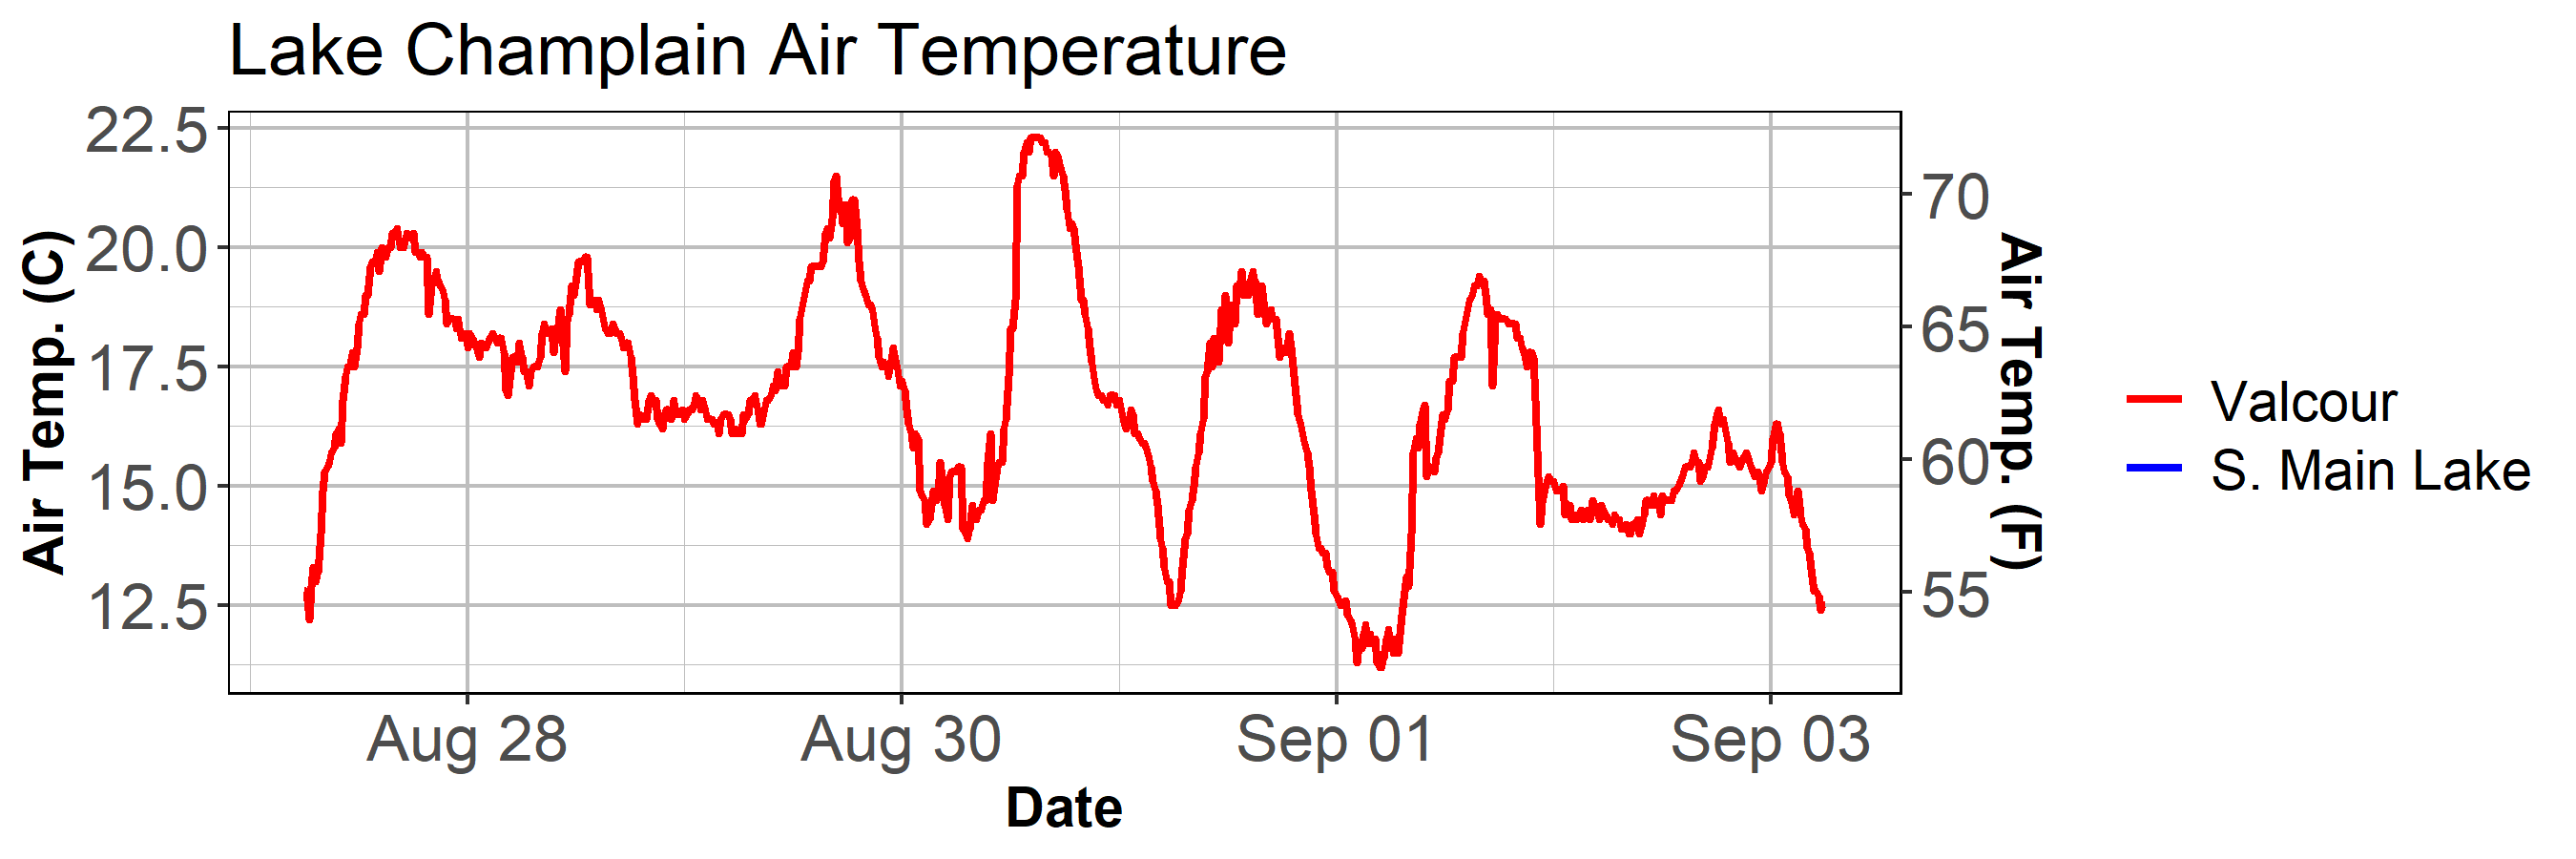 Lake Champlain Air Temperature
22.5
20.0
17.5
15.0
12.5
Air Temp. (C)
70
65
60
55
Air Temp. (F)
Aug 28
Aug 30
Sep 01
Sep 03
Date
Valcour
S. Main Lake